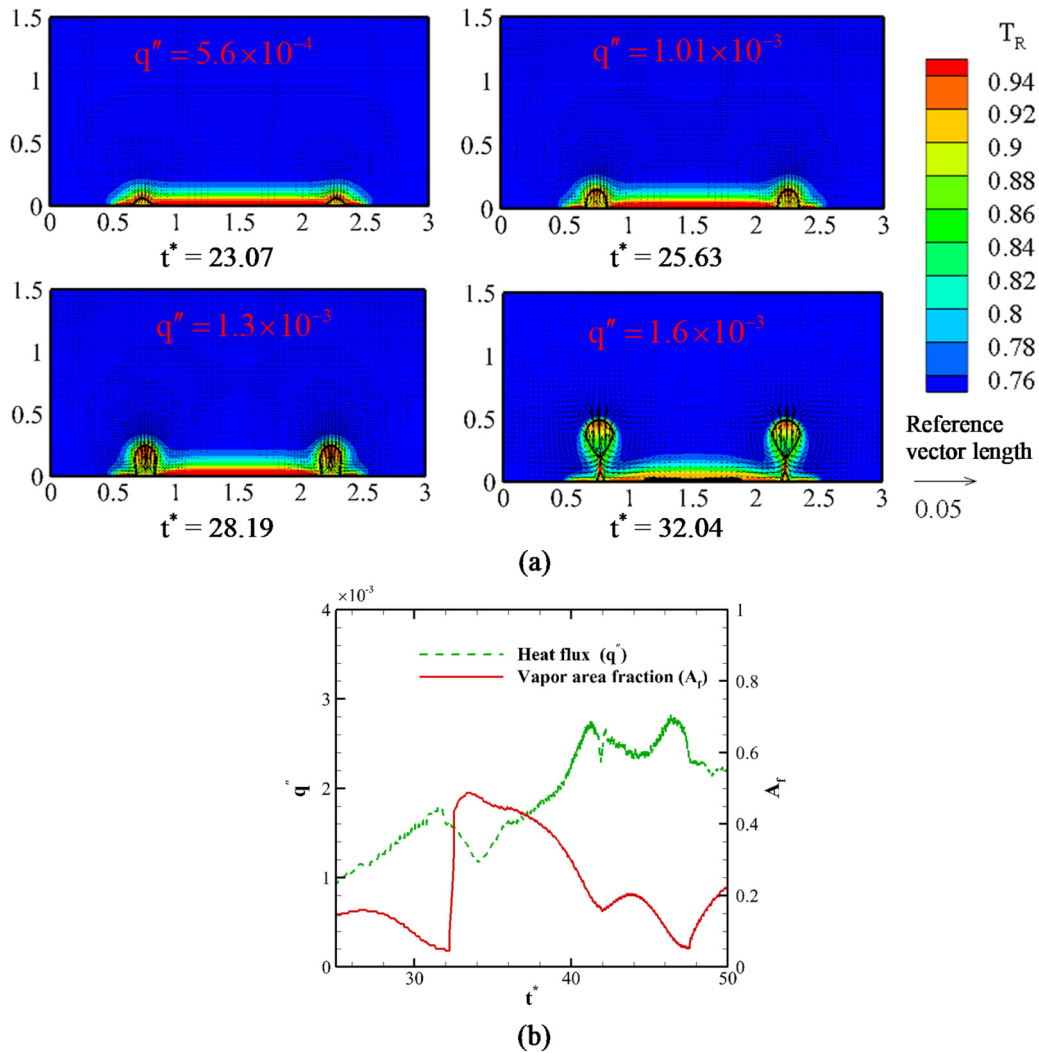 1.5
q″ = 5.6×10⁻⁴
1
0.5
0
0 0.5 1 1.5 2 2.5 3
t* = 23.07
1.5
q″ = 1.01×10⁻³
1
0.5
0
0 0.5 1 1.5 2 2.5 3
t* = 25.63
T_R
0.94
0.92
0.9
0.88
0.86
0.84
0.82
0.8
0.78
0.76
Reference
vector length
0.05
1.5
q″ = 1.3×10⁻³
1
0.5
0
0 0.5 1 1.5 2 2.5 3
t* = 28.19
1.5
q″ = 1.6×10⁻³
1
0.5
0
0 0.5 1 1.5 2 2.5 3
t* = 32.04
(a)
×10⁻³
4
3
2
1
0
q″
Heat flux (q″)
Vapor area fraction (A_f)
1
0.8
0.6
0.4
0.2
0
A_f
30 40 50
t*
(b)